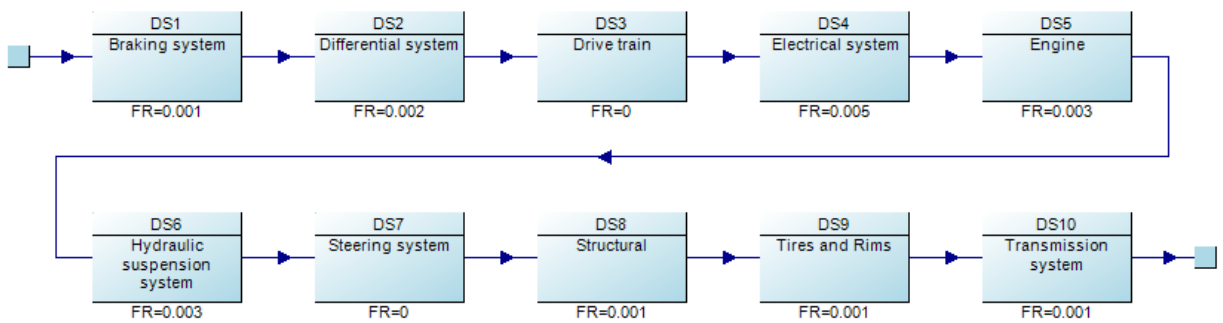 DS1 DS2 DS3 DS4 DS5
Braking system Differential system Drive train Electrical system Engine
FR=0.001 FR=0.002 FR=0 FR=0.005 FR=0.003
DS6 DS7 DS8 DS9 DS10
Hydraulic Steering system Structural Tires and Rims Transmission
suspension system
system
FR=0.003 FR=0 FR=0.001 FR=0.001 FR=0.001